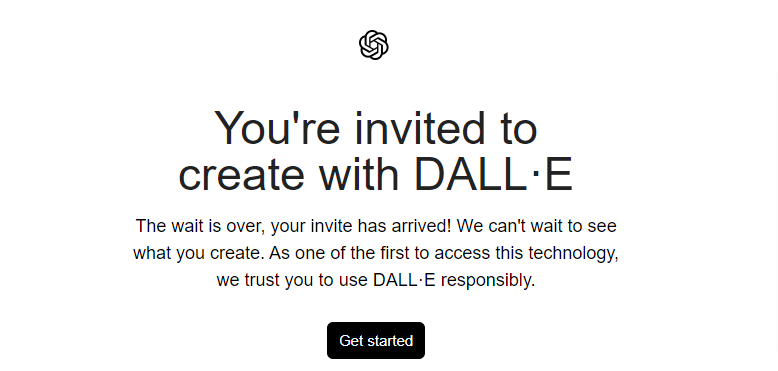 You're invited to
create with DALL·E
The wait is over, your invite has arrived! We can't wait to see
what you create. As one of the first to access this technology,
we trust you to use DALL·E responsibly.
Get started